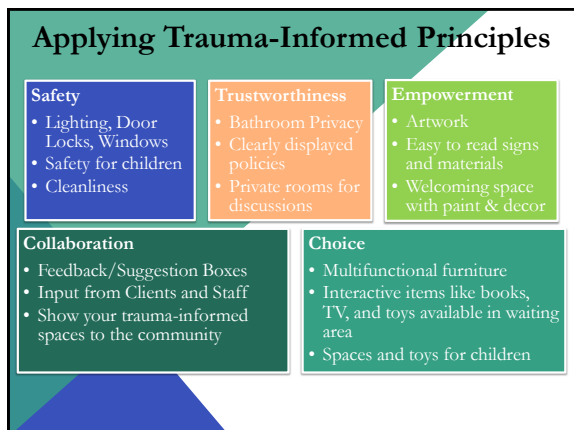 Applying Trauma-Informed Principles
Safety
• Lighting, Door
Locks, Windows
• Safety for children
• Cleanliness
Trustworthiness
• Bathroom Privacy
• Clearly displayed
policies
• Private rooms for
discussions
Empowerment
• Artwork
• Easy to read signs
and materials
• Welcoming space
with paint & decor
Collaboration
• Feedback/Suggestion Boxes
• Input from Clients and Staff
• Show your trauma-informed
spaces to the community
Choice
• Multifunctional furniture
• Interactive items like books,
TV, and toys available in waiting
area
• Spaces and toys for children